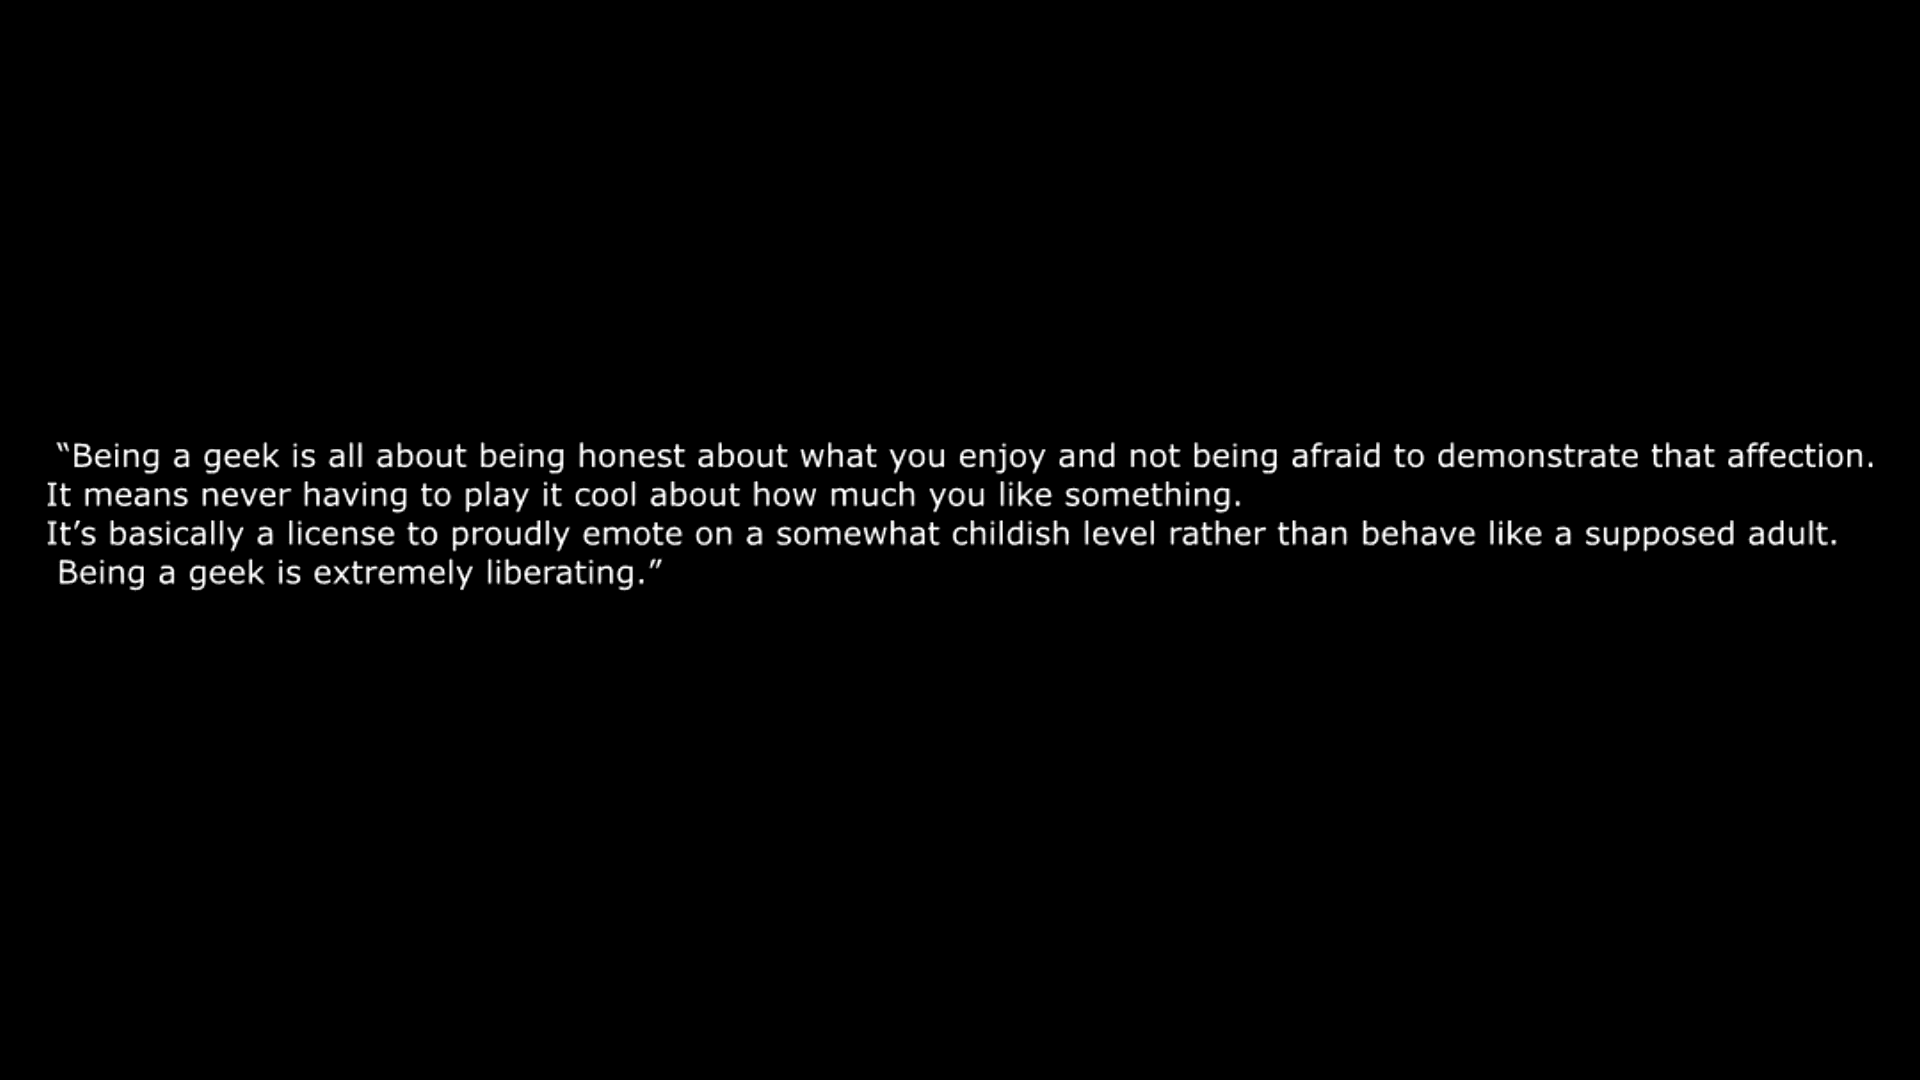 “Being a geek is all about being honest about what you enjoy and not being afraid to demonstrate that affection.
It means never having to play it cool about how much you like something.
It’s basically a license to proudly emote on a somewhat childish level rather than behave like a supposed adult.
Being a geek is extremely liberating.”